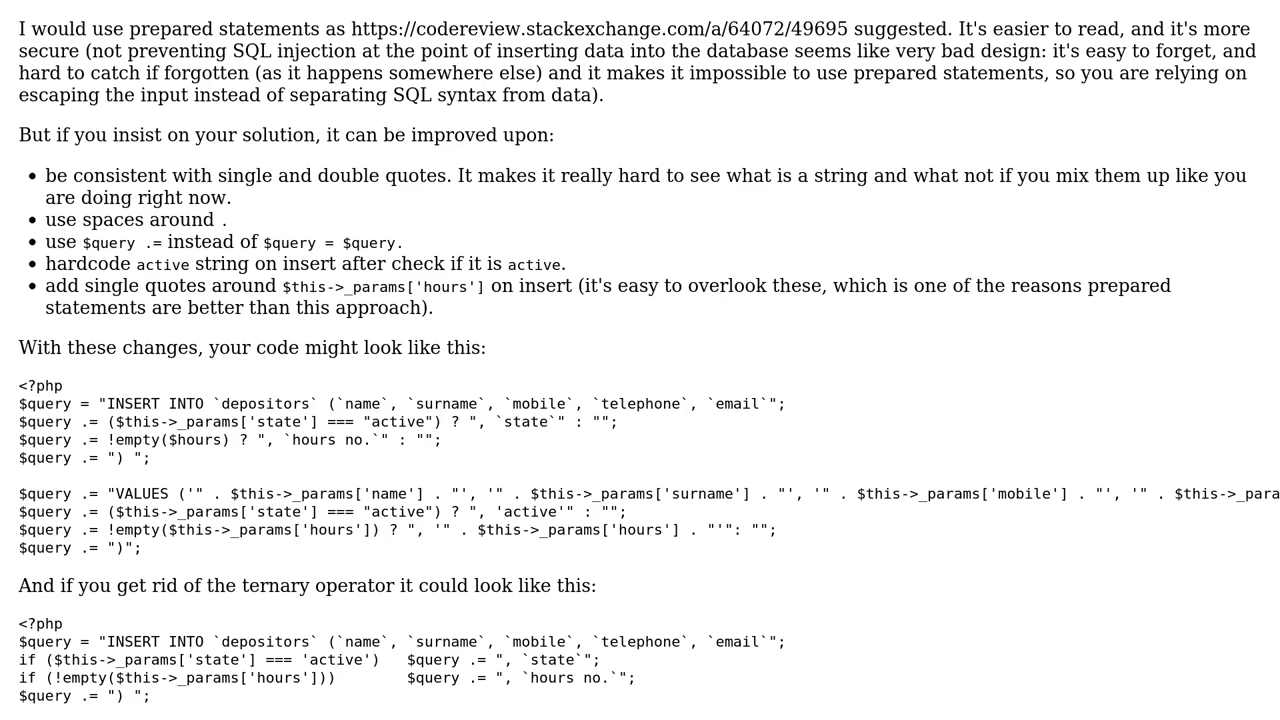 I would use prepared statements as https://codereview.stackexchange.com/a/64072/49695 suggested. It's easier to read, and it's more
secure (not preventing SQL injection at the point of inserting data into the database seems like very bad design: it's easy to forget, and
hard to catch if forgotten (as it happens somewhere else) and it makes it impossible to use prepared statements, so you are relying on
escaping the input instead of separating SQL syntax from data).
But if you insist on your solution, it can be improved upon:
• be consistent with single and double quotes. It makes it really hard to see what is a string and what not if you mix them up like you
are doing right now.
• use spaces around .
• use $query .= instead of $query = $query.
• hardcode active string on insert after check if it is active.
• add single quotes around $this->_params['hours'] on insert (it's easy to overlook these, which is one of the reasons prepared
statements are better than this approach).
With these changes, your code might look like this:
<?php
$query = "INSERT INTO `depositors` (`name`, `surname`, `mobile`, `telephone`, `email`";
$query .= ($this->_params['state'] === "active") ? ", `state`" : "";
$query .= !empty($hours) ? ", `hours no.`" : "";
$query .= ") ";
$query .= "VALUES ('" . $this->_params['name'] . "', '" . $this->_params['surname'] . "', '" . $this->_params['mobile'] . "', '" . $this->_para
$query .= ($this->_params['state'] === "active") ? ", 'active'" : "";
$query .= !empty($this->_params['hours']) ? ", '" . $this->_params['hours'] . "'": "";
$query .= ")";
And if you get rid of the ternary operator it could look like this:
<?php
$query = "INSERT INTO `depositors` (`name`, `surname`, `mobile`, `telephone`, `email`";
if ($this->_params['state'] === 'active')   $query .= ", `state`";
if (!empty($this->_params['hours']))        $query .= ", `hours no.`";
$query .= ") ";